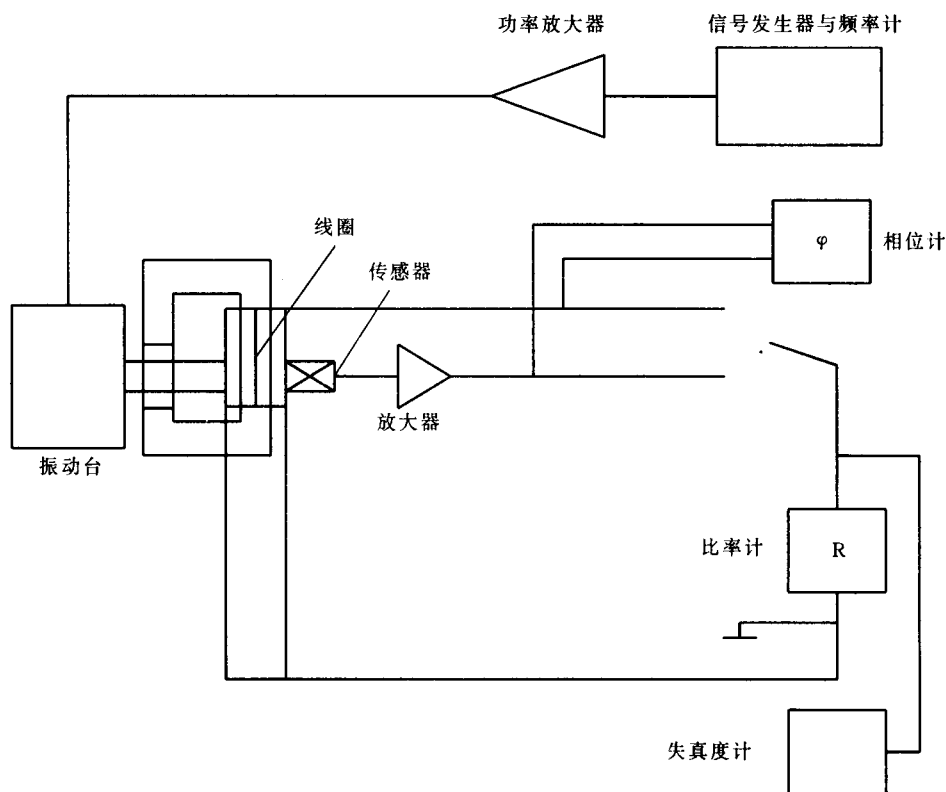 功率放大器
信号发生器与频率计
线圈
传感器
φ
相位计
放大器
振动台
比率计
R
失真度计